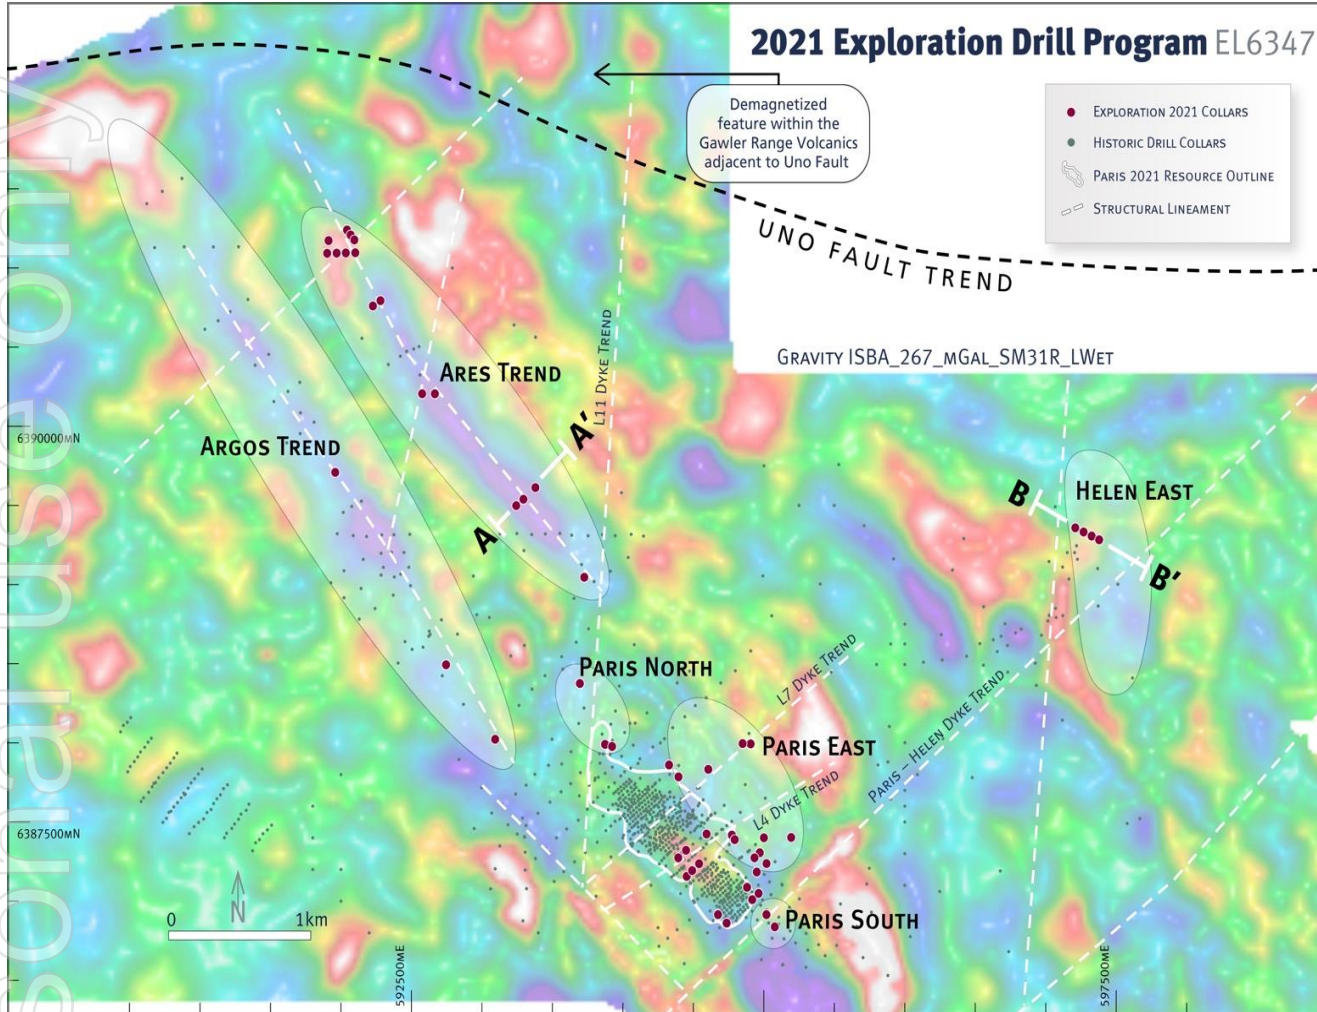 2021 Exploration Drill Program EL6347
Demagnetized
feature within the
Gawler Range Volcanics
adjacent to Uno Fault
Exploration 2021 Collars
Historic Drill Collars
Paris 2021 Resource Outline
Structural Lineament
UNO FAULT TREND
Gravity ISBA_267_mGal_SM31R_LWet
L11 Dyke Trend
Ares Trend
Argos Trend
6390000mN
A'
A
B
Helen East
B'
Paris North
L7 Dyke Trend
Paris East
Paris – Helen Dyke Trend
L4 Dyke Trend
6387500mN
Paris South
0 1km
N
592500mE
597500mE
sonal use only